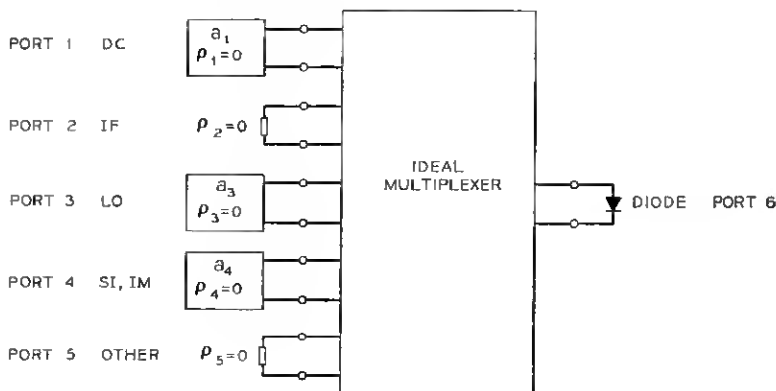 PORT 1 DC
a₁
ρ₁=0
PORT 2 IF
ρ₂=0
PORT 3 LO
a₃
ρ₃=0
PORT 4 SI, IM
a₄
ρ₄=0
PORT 5 OTHER
ρ₅=0
IDEAL
MULTIPLEXER
DIODE PORT 6